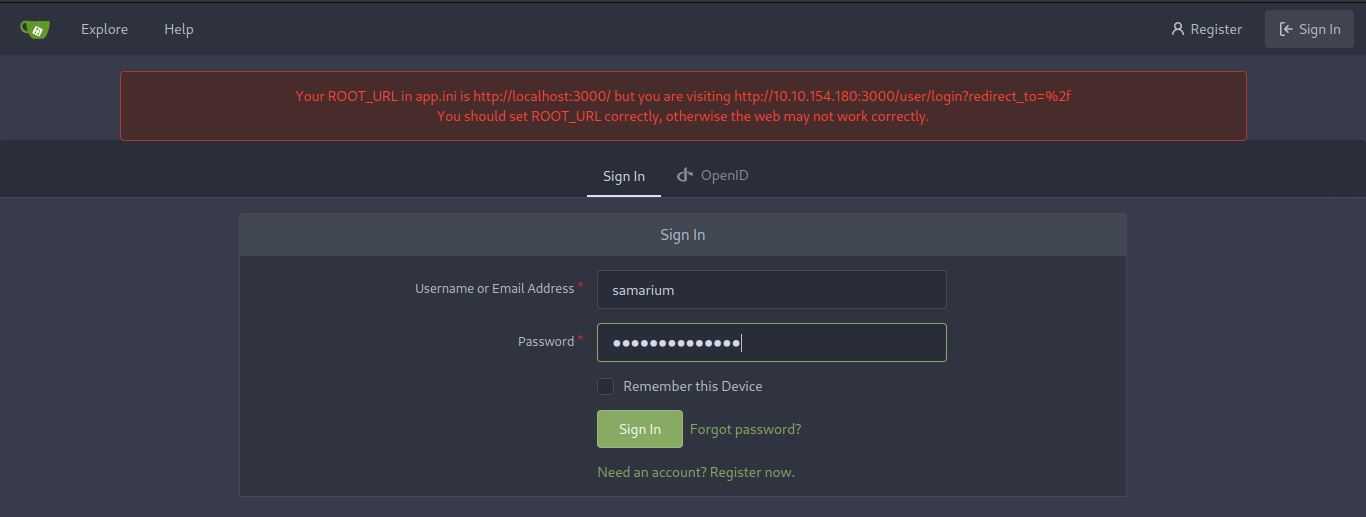 Explore Help Register Sign In
Your ROOT_URL in app.ini is http://localhost:3000/ but you are visiting http://10.10.154.180:3000/user/login?redirect_to=%2f
You should set ROOT_URL correctly, otherwise the web may not work correctly.
Sign In OpenID
Sign In
Username or Email Address * samarium
Password * ●●●●●●●●●●●●●●
Remember this Device
Sign In Forgot password?
Need an account? Register now.